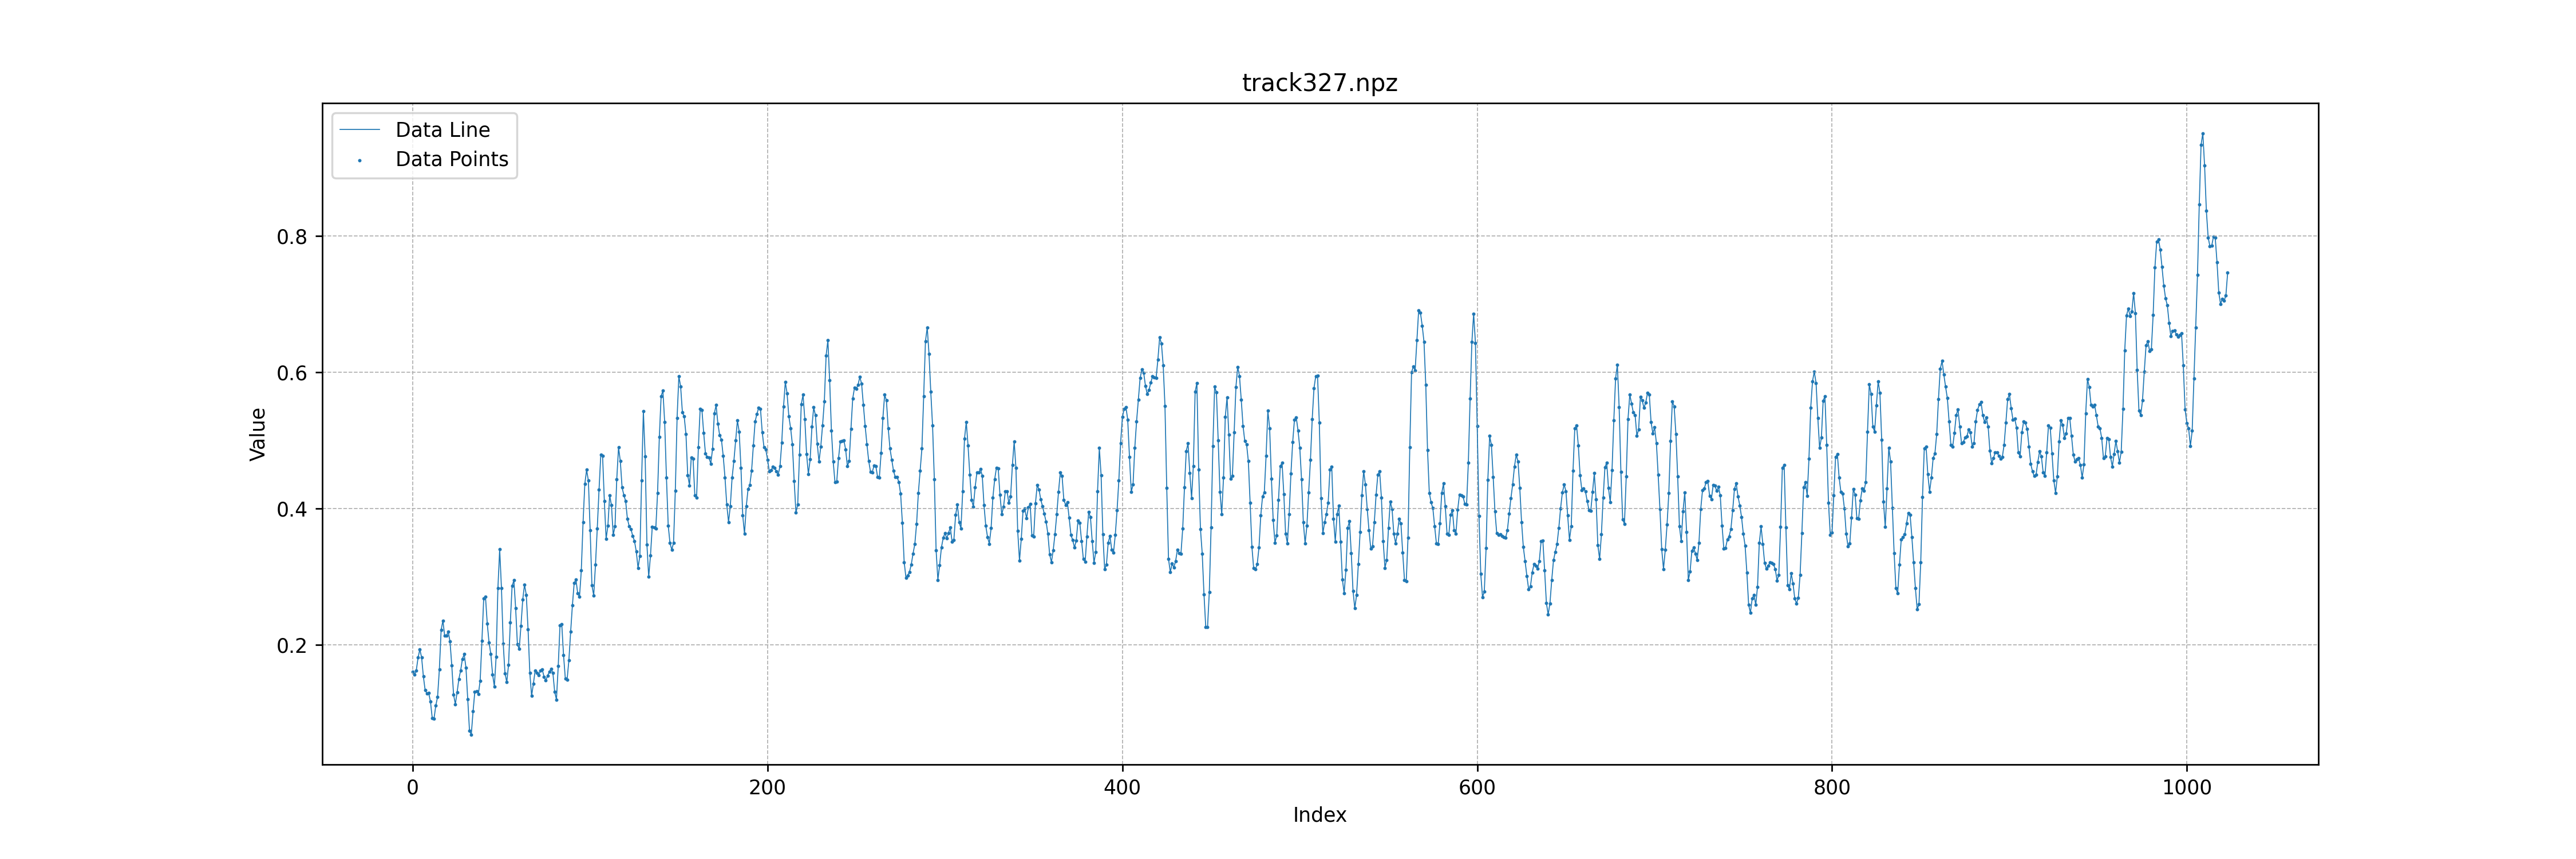 track327.npz
Data Line
Data Points
Value
0.8
0.6
0.4
0.2
0 200 400 600 800 1000
Index